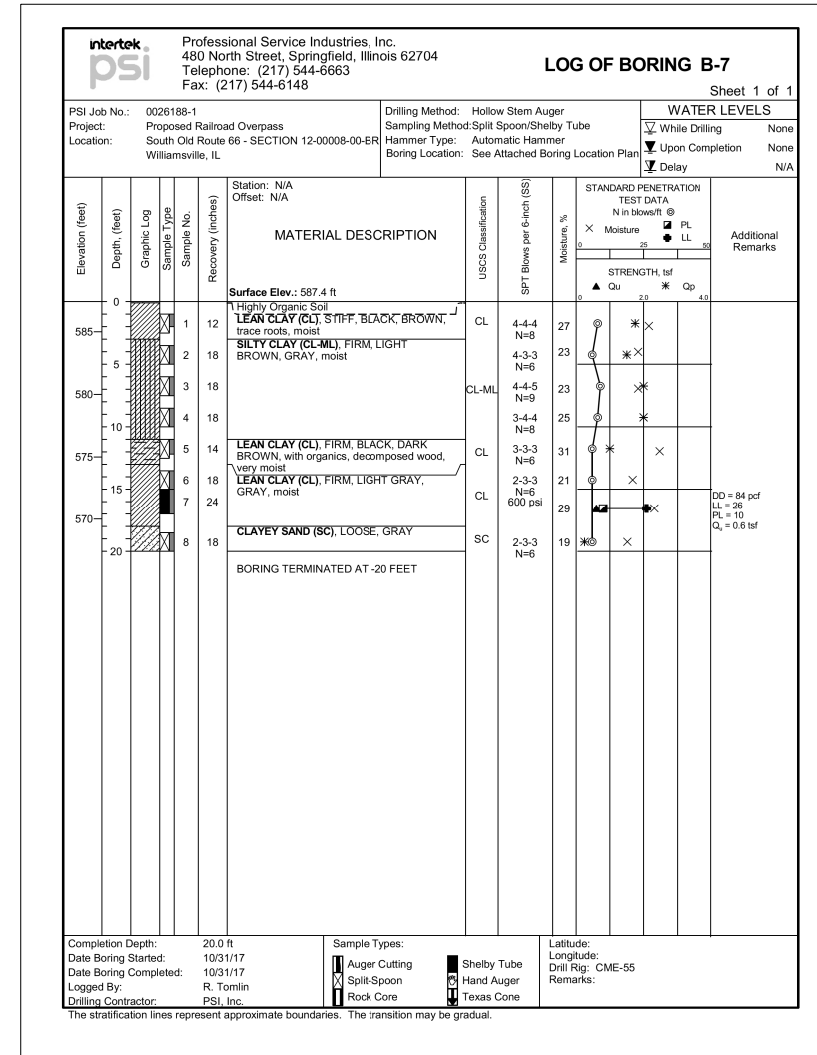 intertek
psi
Professional Service Industries, Inc.
480 North Street, Springfield, Illinois 62704
Telephone: (217) 544-6663
Fax: (217) 544-6148
LOG OF BORING B-7
Sheet 1 of 1
PSI Job No.: 0026188-1
Project: Proposed Railroad Overpass
Location: South Old Route 66 - SECTION 12-00008-00-ER
Williamsville, IL
Drilling Method: Hollow Stem Auger
Sampling Method: Split Spoon/Shelby Tube
Hammer Type: Automatic Hammer
Boring Location: See Attached Boring Location Plan
WATER LEVELS
While Drilling None
Upon Completion None
Delay N/A
Elevation (feet)
Depth, (feet)
Graphic Log
Sample Type
Sample No.
Recovery (inches)
Station: N/A
Offset: N/A
MATERIAL DESCRIPTION
Surface Elev.: 587.4 ft
USCS Classification
SPT Blows per 6-inch (SS)
Moisture, %
STANDARD PENETRATION
TEST DATA
N in blows/ft ◎
× Moisture PL
LL
0 25 50
STRENGTH, tsf
▲ Qu ✳ Qp
0 2.0 4.0
Additional
Remarks
0
Highly Organic Soil
585 1 12 LEAN CLAY (CL), STIFF, BLACK, BROWN, CL 4-4-4 27
trace roots, moist N=8
5 2 18 SILTY CLAY (CL-ML), FIRM, LIGHT 4-3-3 23
BROWN, GRAY, moist N=6
580 3 18 CL-ML 4-4-5 23
N=9
10 4 18 3-4-4 25
N=8
575 5 14 LEAN CLAY (CL), FIRM, BLACK, DARK CL 3-3-3 31
BROWN, with organics, decomposed wood, N=6
very moist
15 6 18 LEAN CLAY (CL), FIRM, LIGHT GRAY, 2-3-3 21
GRAY, moist N=6
570 7 24 CL 600 psi 29
DD = 84 pcf
LL = 26
PL = 10
Qu = 0.6 tsf
20 8 18 CLAYEY SAND (SC), LOOSE, GRAY SC 2-3-3 19
N=6
BORING TERMINATED AT -20 FEET
Completion Depth: 20.0 ft
Date Boring Started: 10/31/17
Date Boring Completed: 10/31/17
Logged By: R. Tomlin
Drilling Contractor: PSI, Inc.
Sample Types:
Auger Cutting
Split-Spoon
Rock Core
Shelby Tube
Hand Auger
Texas Cone
Latitude:
Longitude:
Drill Rig: CME-55
Remarks:
The stratification lines represent approximate boundaries. The transition may be gradual.